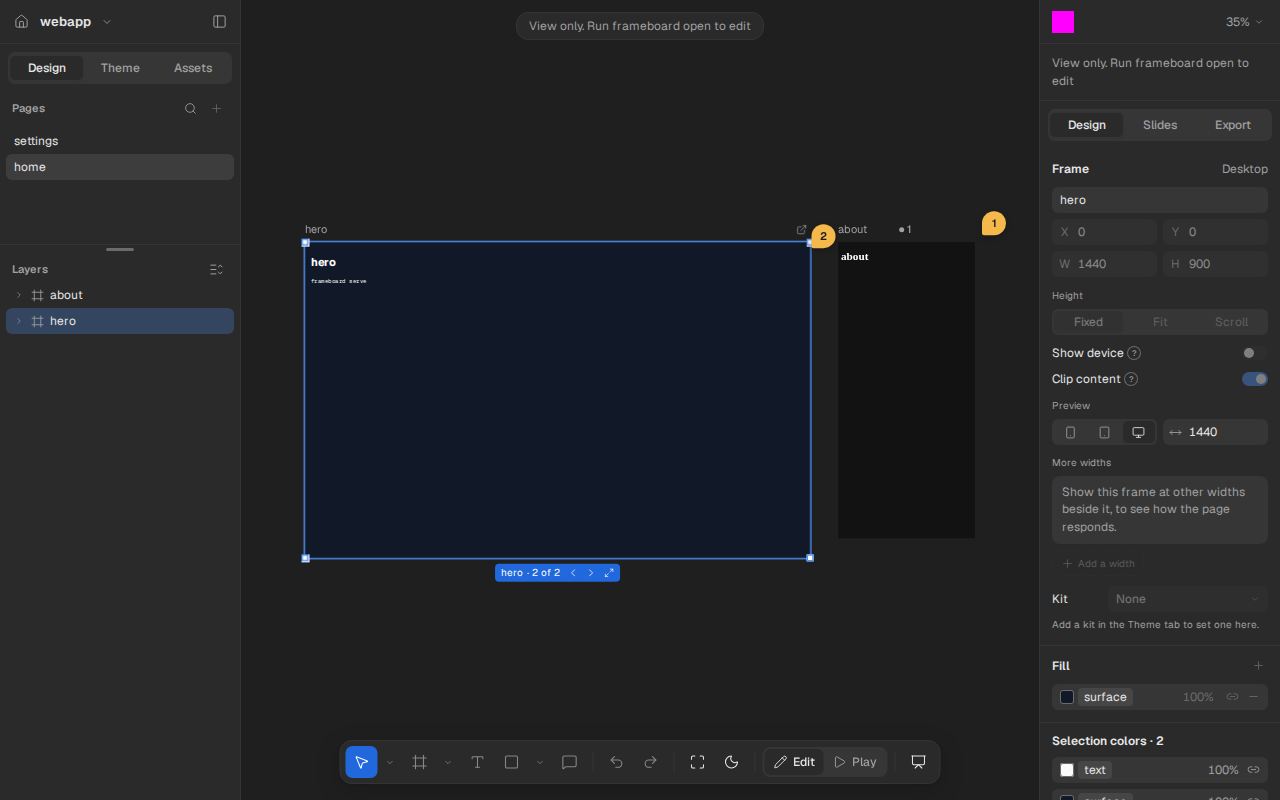 webapp
Design
Theme
Assets
Pages
settings
home
Layers
about
hero
View only. Run frameboard open to edit
hero
2
about
1
1
hero
frameboard serve
about
hero · 2 of 2
Edit
Play
35%
View only. Run frameboard open to
edit
Design
Slides
Export
Frame
Desktop
hero
X 0
Y 0
W 1440
H 900
Height
Fixed
Fit
Scroll
Show device ?
Clip content ?
Preview
1440
More widths
Show this frame at other widths
beside it, to see how the page
responds.
Add a width
Kit
None
Add a kit in the Theme tab to set one here.
Fill
surface
100%
Selection colors · 2
text
100%
surface
100%